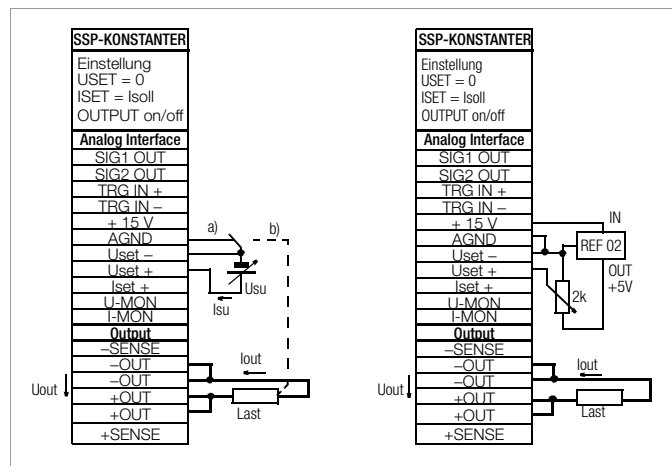 SSP-KONSTANTER
Einstellung
USET = 0
ISET = Isoll
OUTPUT on/off
Analog Interface
SIG1 OUT
SIG2 OUT
TRG IN +
TRG IN –
+ 15 V
AGND
Uset –
Uset +
Iset +
U-MON
I-MON
Output
–SENSE
–OUT
–OUT
+OUT
+OUT
+SENSE
a)
b)
Usu
Isu
Iout
Uout
Last
SSP-KONSTANTER
Einstellung
USET = 0
ISET = Isoll
OUTPUT on/off
Analog Interface
SIG1 OUT
SIG2 OUT
TRG IN +
TRG IN –
+ 15 V
AGND
Uset –
Uset +
Iset +
U-MON
I-MON
Output
–SENSE
–OUT
–OUT
+OUT
+OUT
+SENSE
IN
REF 02
OUT
+5V
2k
Iout
Uout
Last